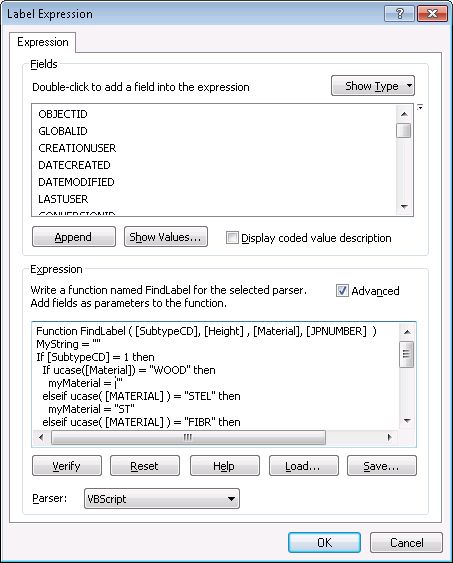 Label Expression
Expression
Fields
Double-click to add a field into the expression
Show Type
OBJECTID
GLOBALID
CREATIONUSER
DATECREATED
DATEMODIFIED
LASTUSER
Append
Show Values...
Display coded value description
Expression
Write a function named FindLabel for the selected parser.
Add fields as parameters to the function.
Advanced
Function FindLabel ( [SubtypeCD], [Height] , [Material], [JPNUMBER]  )
MyString = ""
If [SubtypeCD] = 1 then
If ucase([Material]) = "WOOD" then
myMaterial = ""
elseif ucase( [MATERIAL] ) = "STEL" then
myMaterial = "ST"
elseif ucase( [MATERIAL] ) = "FIBR" then
Verify
Reset
Help
Load...
Save...
Parser:
VBScript
OK
Cancel